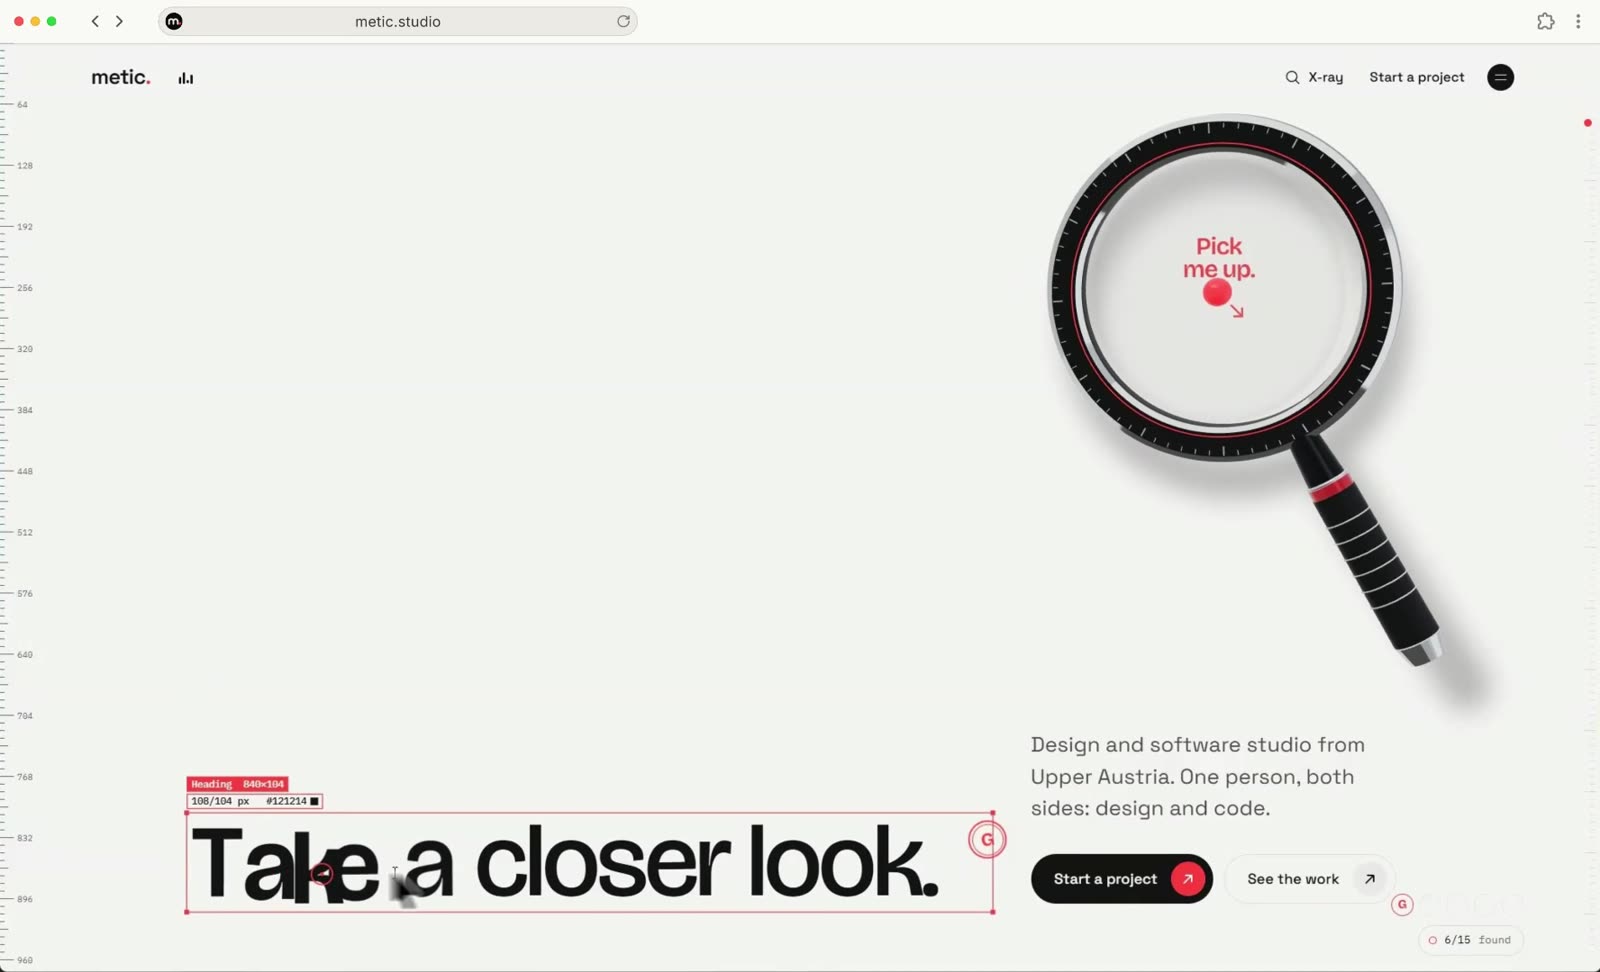 metic.studio
metic.
X-ray
Start a project
64
128
192
256
320
384
448
512
576
640
704
768
832
896
960
Pick
me up.
Design and software studio from
Upper Austria. One person, both
sides: design and code.
Heading 840×104
108/104 px #121214
Take a closer look.
G
Start a project
See the work
G
6/15 found